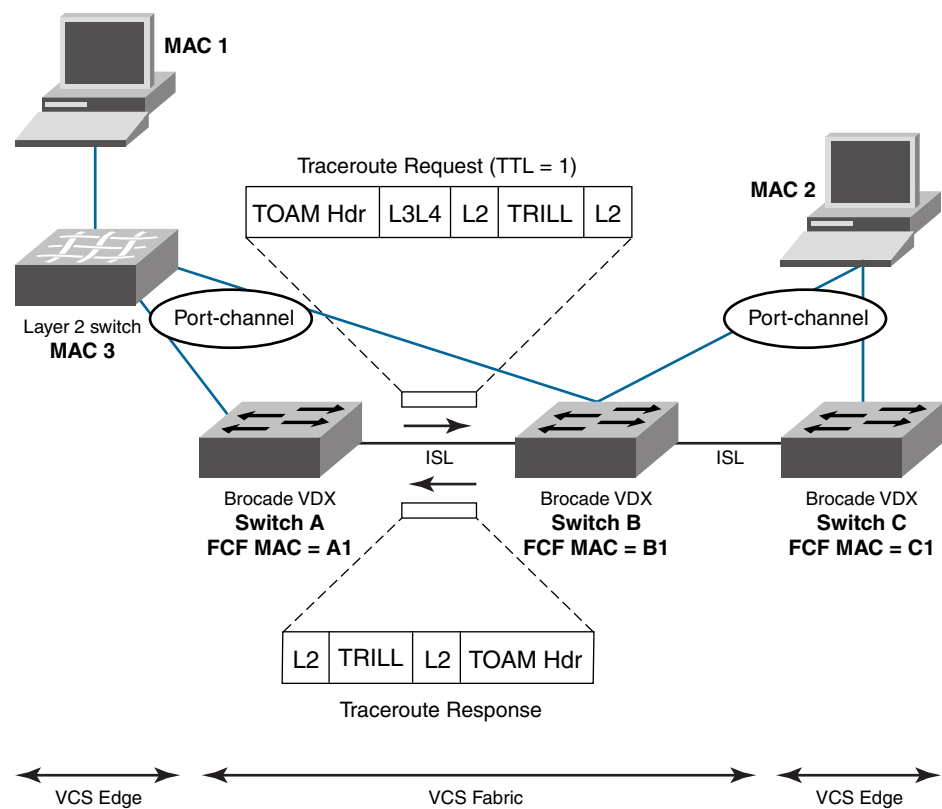 MAC 1
Traceroute Request (TTL = 1)
TOAM Hdr L3L4 L2 TRILL L2
MAC 2
Layer 2 switch
MAC 3
Port-channel
Port-channel
ISL
ISL
Brocade VDX
Switch A
FCF MAC = A1
Brocade VDX
Switch B
FCF MAC = B1
Brocade VDX
Switch C
FCF MAC = C1
L2 TRILL L2 TOAM Hdr
Traceroute Response
VCS Edge
VCS Fabric
VCS Edge